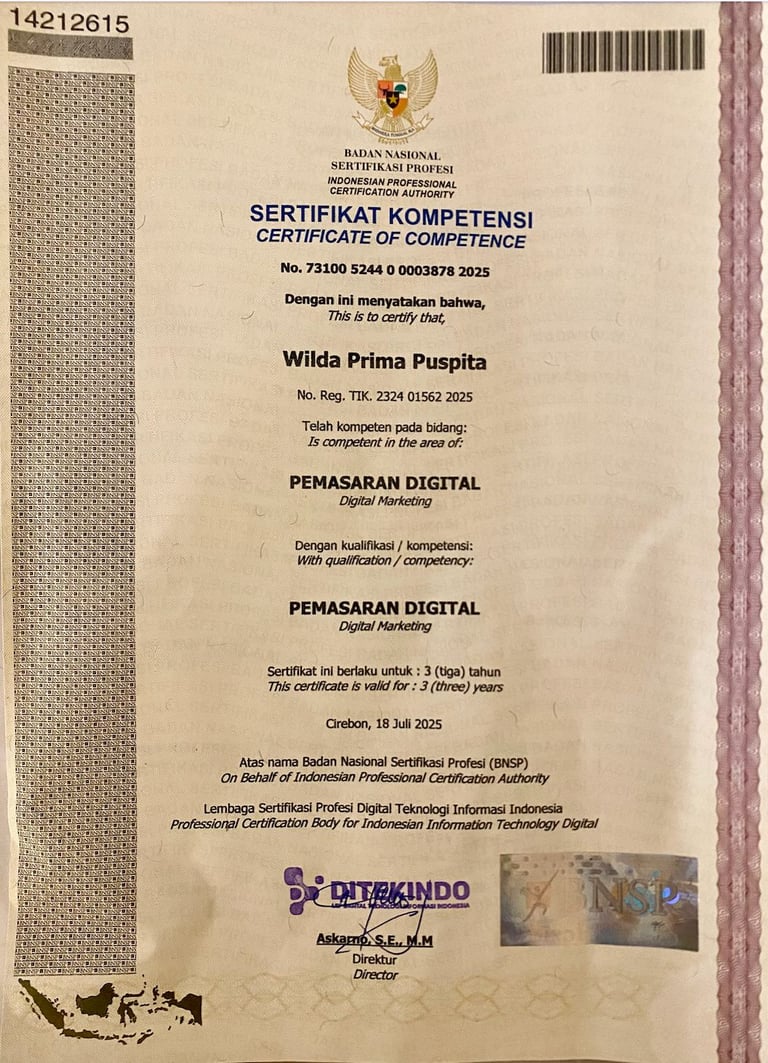 14212615
BADAN NASIONAL
SERTIFIKASI PROFESI
INDONESIAN PROFESSIONAL
CERTIFICATION AUTHORITY
SERTIFIKAT KOMPETENSI
CERTIFICATE OF COMPETENCE
No. 73100 5244 0 0003878 2025
Dengan ini menyatakan bahwa,
This is to certify that,
Wilda Prima Puspita
No. Reg. TIK. 2324 01562 2025
Telah kompeten pada bidang:
Is competent in the area of:
PEMASARAN DIGITAL
Digital Marketing
Dengan kualifikasi / kompetensi:
With qualification / competency:
PEMASARAN DIGITAL
Digital Marketing
Sertifikat ini berlaku untuk : 3 (tiga) tahun
This certificate is valid for : 3 (three) years
Cirebon, 18 Juli 2025
Atas nama Badan Nasional Sertifikasi Profesi (BNSP)
On Behalf of Indonesian Professional Certification Authority
Lembaga Sertifikasi Profesi Digital Teknologi Informasi Indonesia
Professional Certification Body for Indonesian Information Technology Digital
DITEKINDO
LSP DIGITAL TEKNOLOGI INFORMASI INDONESIA
BNSP
Askarno, S.E., M.M
Direktur
Director